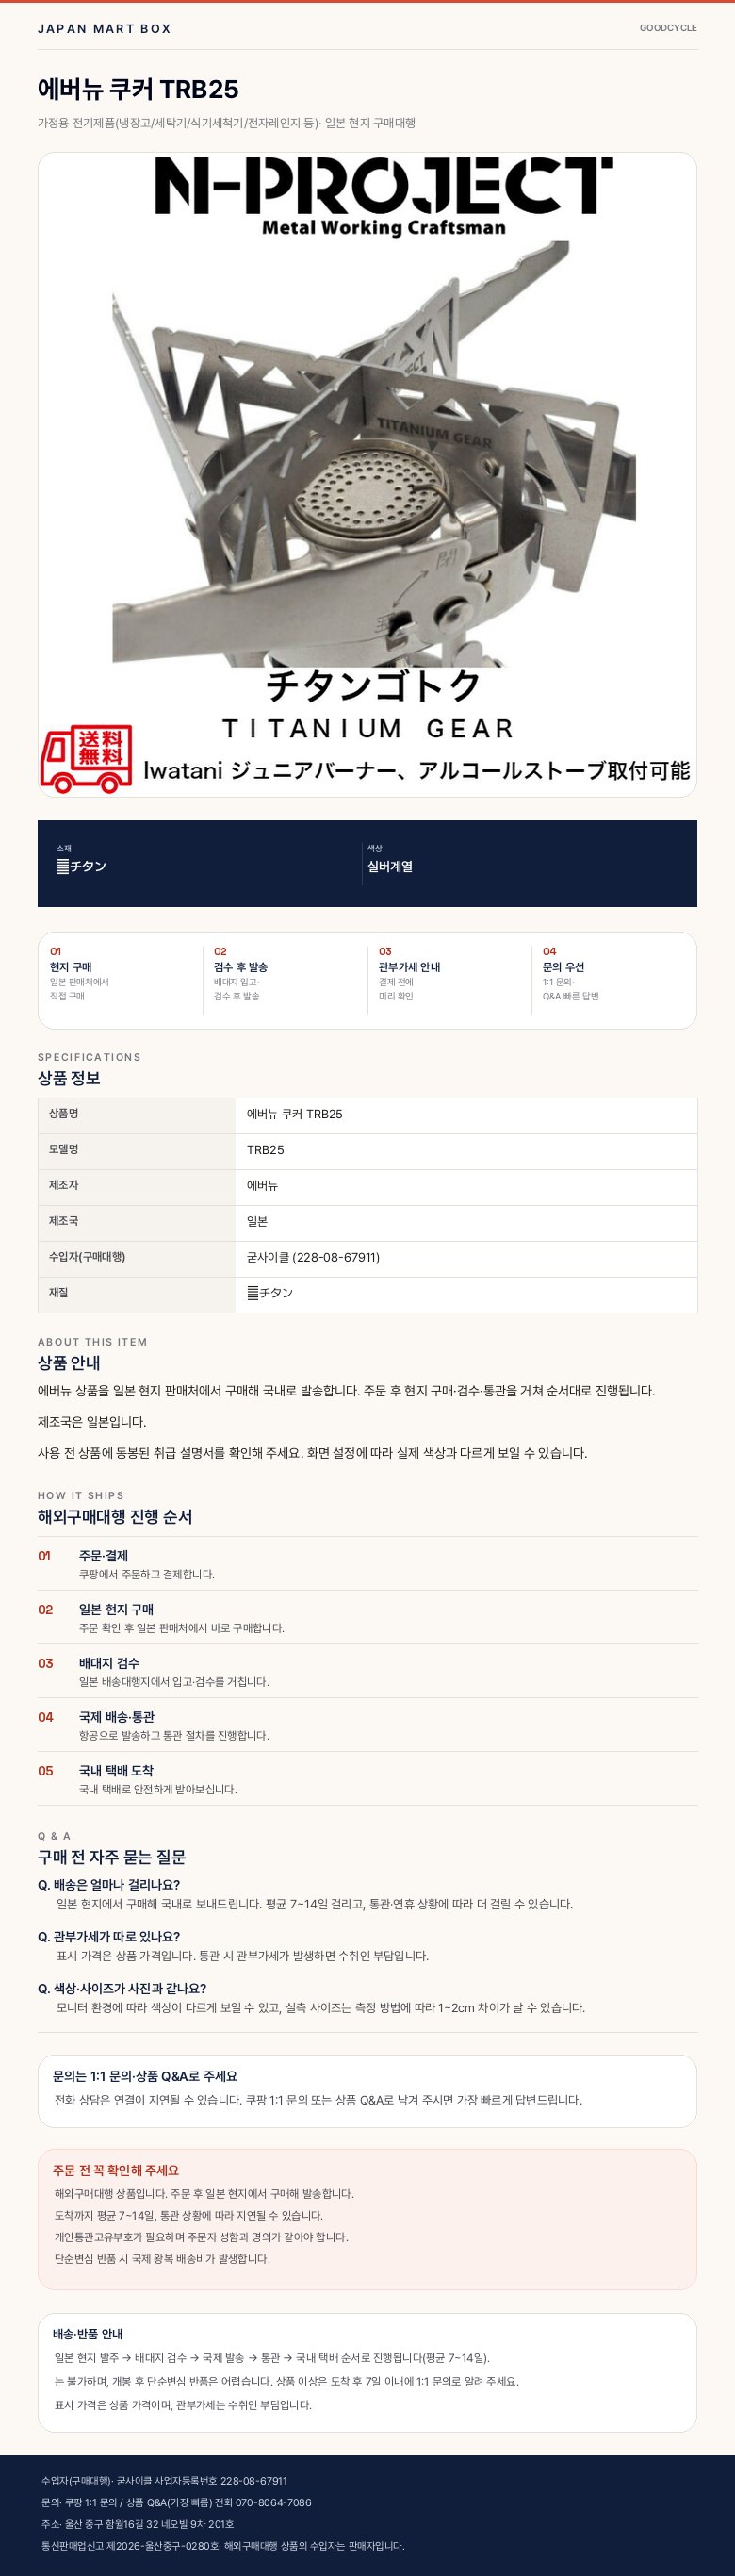 JAPAN MART BOX
GOODCYCLE
에버뉴 쿠커 TRB25
가정용 전기제품(냉장고/세탁기/식기세척기/전자레인지 등)· 일본 현지 구매대행
N-PROJECT
Metal Working Craftsman
TITANIUM GEAR
チタンゴトク
TITANIUM GEAR
送料
無料
Iwatani ジュニアバーナー、アルコールストーブ取付可能
소재
チタン
색상
실버계열
01
현지 구매
일본 판매처에서
직접 구매
02
검수 후 발송
배대지 입고·
검수 후 발송
03
관부가세 안내
결제 전에
미리 확인
04
문의 우선
1:1 문의·
Q&A 빠른 답변
SPECIFICATIONS
상품 정보
상품명 에버뉴 쿠커 TRB25
모델명 TRB25
제조자 에버뉴
제조국 일본
수입자(구매대행) 굳사이클 (228-08-67911)
재질 チタン
ABOUT THIS ITEM
상품 안내
에버뉴 상품을 일본 현지 판매처에서 구매해 국내로 발송합니다. 주문 후 현지 구매·검수·통관을 거쳐 순서대로 진행됩니다.
제조국은 일본입니다.
사용 전 상품에 동봉된 취급 설명서를 확인해 주세요. 화면 설정에 따라 실제 색상과 다르게 보일 수 있습니다.
HOW IT SHIPS
해외구매대행 진행 순서
01 주문·결제
쿠팡에서 주문하고 결제합니다.
02 일본 현지 구매
주문 확인 후 일본 판매처에서 바로 구매합니다.
03 배대지 검수
일본 배송대행지에서 입고·검수를 거칩니다.
04 국제 배송·통관
항공으로 발송하고 통관 절차를 진행합니다.
05 국내 택배 도착
국내 택배로 안전하게 받아보십니다.
Q & A
구매 전 자주 묻는 질문
Q. 배송은 얼마나 걸리나요?
일본 현지에서 구매해 국내로 보내드립니다. 평균 7~14일 걸리고, 통관·연휴 상황에 따라 더 걸릴 수 있습니다.
Q. 관부가세가 따로 있나요?
표시 가격은 상품 가격입니다. 통관 시 관부가세가 발생하면 수취인 부담입니다.
Q. 색상·사이즈가 사진과 같나요?
모니터 환경에 따라 색상이 다르게 보일 수 있고, 실측 사이즈는 측정 방법에 따라 1~2cm 차이가 날 수 있습니다.
문의는 1:1 문의·상품 Q&A로 주세요
전화 상담은 연결이 지연될 수 있습니다. 쿠팡 1:1 문의 또는 상품 Q&A로 남겨 주시면 가장 빠르게 답변드립니다.
주문 전 꼭 확인해 주세요
해외구매대행 상품입니다. 주문 후 일본 현지에서 구매해 발송합니다.
도착까지 평균 7~14일, 통관 상황에 따라 지연될 수 있습니다.
개인통관고유부호가 필요하며 주문자 성함과 명의가 같아야 합니다.
단순변심 반품 시 국제 왕복 배송비가 발생합니다.
배송·반품 안내
일본 현지 발주 → 배대지 검수 → 국제 발송 → 통관 → 국내 택배 순서로 진행됩니다(평균 7~14일).
는 불가하며, 개봉 후 단순변심 반품은 어렵습니다. 상품 이상은 도착 후 7일 이내에 1:1 문의로 알려 주세요.
표시 가격은 상품 가격이며, 관부가세는 수취인 부담입니다.
수입자(구매대행)· 굳사이클 사업자등록번호 228-08-67911
문의· 쿠팡 1:1 문의 / 상품 Q&A(가장 빠름) 전화 070-8064-7086
주소· 울산 중구 함월16길 32 네오빌 9차 201호
통신판매업신고 제2026-울산중구-0280호· 해외구매대행 상품의 수입자는 판매자입니다.